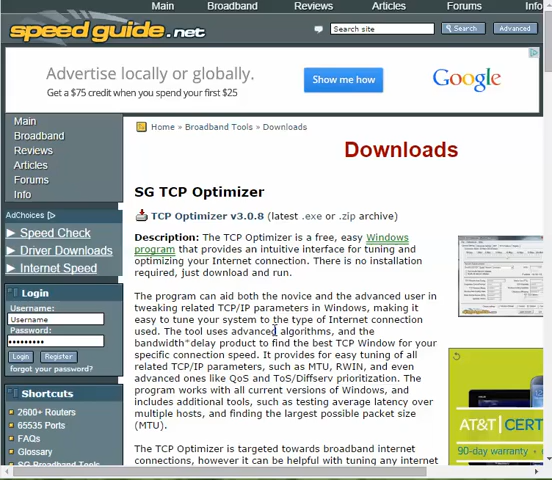 Main Broadband Reviews Articles Forums Info
speedguide.net
Search site Search Advanced
Advertise locally or globally.
Get a $75 credit when you spend your first $25
Show me how
Google
Main
Broadband
Reviews
Articles
Forums
Info
AdChoices
► Speed Check
► Driver Downloads
► Internet Speed
Login
Username:
Username
Password:
•••••••••
Login Register
forgot your password?
Shortcuts
2600+ Routers
65535 Ports
FAQs
Glossary
SG Broadband Tools
Home » Broadband Tools » Downloads
Downloads
SG TCP Optimizer
TCP Optimizer v3.0.8 (latest .exe or .zip archive)
Description: The TCP Optimizer is a free, easy Windows
program that provides an intuitive interface for tuning and
optimizing your Internet connection. There is no installation
required, just download and run.
The program can aid both the novice and the advanced user in
tweaking related TCP/IP parameters in Windows, making it
easy to tune your system to the type of Internet connection
used. The tool uses advanced algorithms, and the
bandwidth*delay product to find the best TCP Window for your
specific connection speed. It provides for easy tuning of all
related TCP/IP parameters, such as MTU, RWIN, and even
advanced ones like QoS and ToS/Diffserv prioritization. The
program works with all current versions of Windows, and
includes additional tools, such as testing average latency over
multiple hosts, and finding the largest possible packet size
(MTU).
The TCP Optimizer is targeted towards broadband internet
connections, however it can be helpful with tuning any internet
AT&T CERT
90-day warranty •